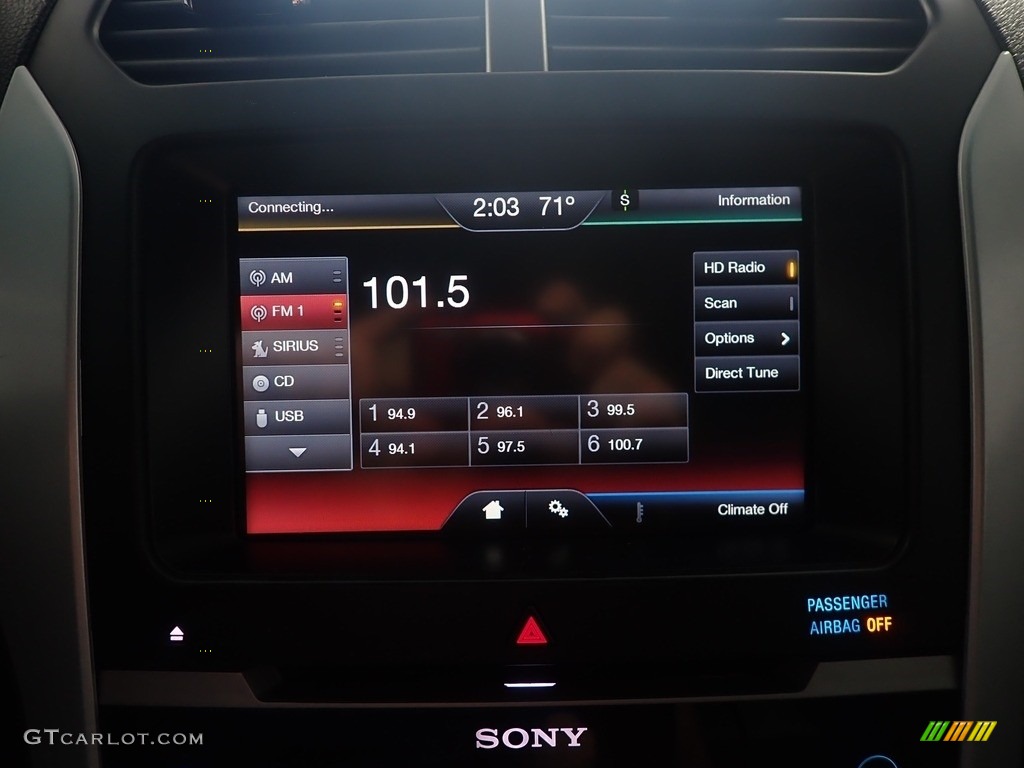 Connecting...
2:03 71°
S
Information
AM
FM 1
SIRIUS
CD
USB
101.5
HD Radio
Scan
Options
Direct Tune
1 94.9
2 96.1
3 99.5
4 94.1
5 97.5
6 100.7
Climate Off
PASSENGER
AIRBAG OFF
SONY
GTCARLOT.COM